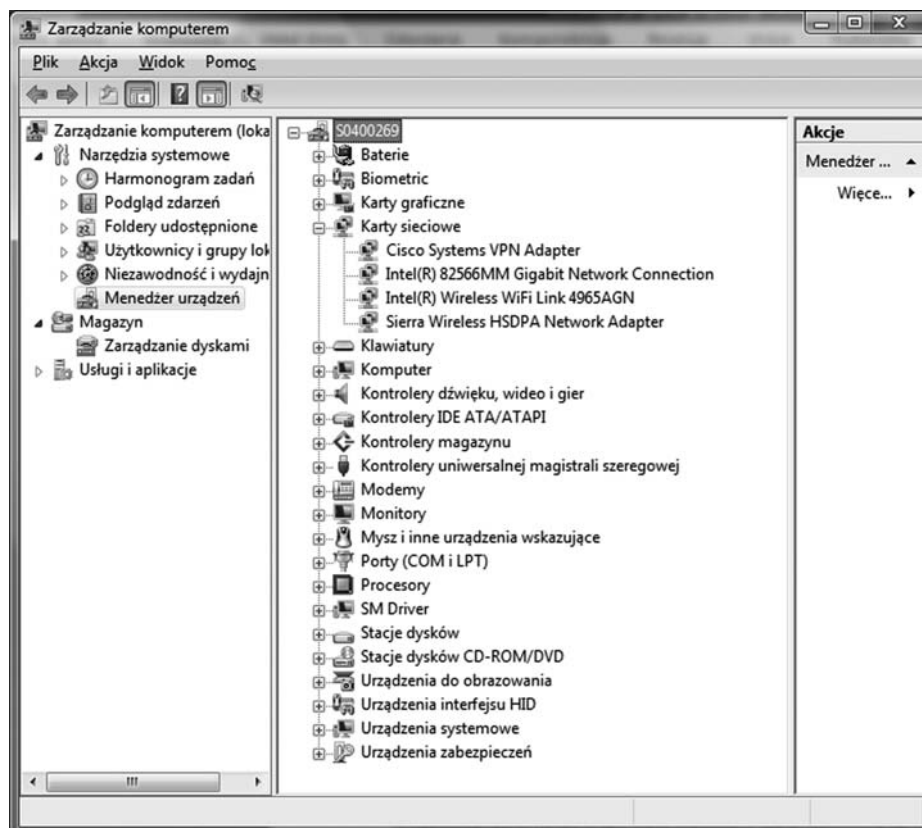 Zarządzanie komputerem
Plik Akcja Widok Pomoc
Zarządzanie komputerem (loka
Narzędzia systemowe
Harmonogram zadań
Podgląd zdarzeń
Foldery udostępnione
Użytkownicy i grupy lok
Niezawodność i wydajn
Menedżer urządzeń
Magazyn
Zarządzanie dyskami
Usługi i aplikacje
S0400269
Baterie
Biometric
Karty graficzne
Karty sieciowe
Cisco Systems VPN Adapter
Intel(R) 82566MM Gigabit Network Connection
Intel(R) Wireless WiFi Link 4965AGN
Sierra Wireless HSDPA Network Adapter
Klawiatury
Komputer
Kontrolery dźwięku, wideo i gier
Kontrolery IDE ATA/ATAPI
Kontrolery magazynu
Kontrolery uniwersalnej magistrali szeregowej
Modemy
Monitory
Mysz i inne urządzenia wskazujące
Porty (COM i LPT)
Procesory
SM Driver
Stacje dysków
Stacje dysków CD-ROM/DVD
Urządzenia do obrazowania
Urządzenia interfejsu HID
Urządzenia systemowe
Urządzenia zabezpieczeń
Akcje
Menedżer ...
Więce...